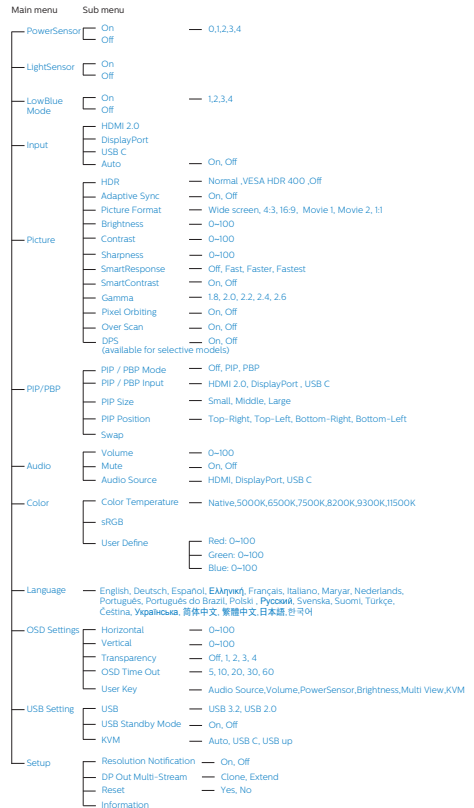 Main menu Sub menu
PowerSensor On 0,1,2,3,4
Off
LightSensor On
Off
LowBlue On 1,2,3,4
Mode Off
Input HDMI 2.0
DisplayPort
USB C
Auto On, Off
Picture HDR Normal ,VESA HDR 400 ,Off
Adaptive Sync On, Off
Picture Format Wide screen, 4:3, 16:9, Movie 1, Movie 2, 1:1
Brightness 0~100
Contrast 0~100
Sharpness 0~100
SmartResponse Off, Fast, Faster, Fastest
SmartContrast On, Off
Gamma 1.8, 2.0, 2.2, 2.4, 2.6
Pixel Orbiting On, Off
Over Scan On, Off
DPS On, Off
(available for selective models)
PIP/PBP PIP / PBP Mode Off, PIP, PBP
PIP / PBP Input HDMI 2.0, DisplayPort , USB C
PIP Size Small, Middle, Large
PIP Position Top-Right, Top-Left, Bottom-Right, Bottom-Left
Swap
Audio Volume 0~100
Mute On, Off
Audio Source HDMI, DisplayPort, USB C
Color Color Temperature Native,5000K,6500K,7500K,8200K,9300K,11500K
sRGB
User Define Red: 0~100
Green: 0~100
Blue: 0~100
Language English, Deutsch, Español, Ελληνική, Français, Italiano, Maryar, Nederlands,
Português, Português do Brazil, Polski , Русский, Svenska, Suomi, Türkçe,
Čeština, Українська, 简体中文, 繁體中文,日本語,한국어
OSD Settings Horizontal 0~100
Vertical 0~100
Transparency Off, 1, 2, 3, 4
OSD Time Out 5, 10, 20, 30, 60
User Key Audio Source,Volume,PowerSensor,Brightness,Multi View,KVM
USB Setting USB USB 3.2, USB 2.0
USB Standby Mode On, Off
KVM Auto, USB C, USB up
Setup Resolution Notification On, Off
DP Out Multi-Stream Clone, Extend
Reset Yes, No
Information